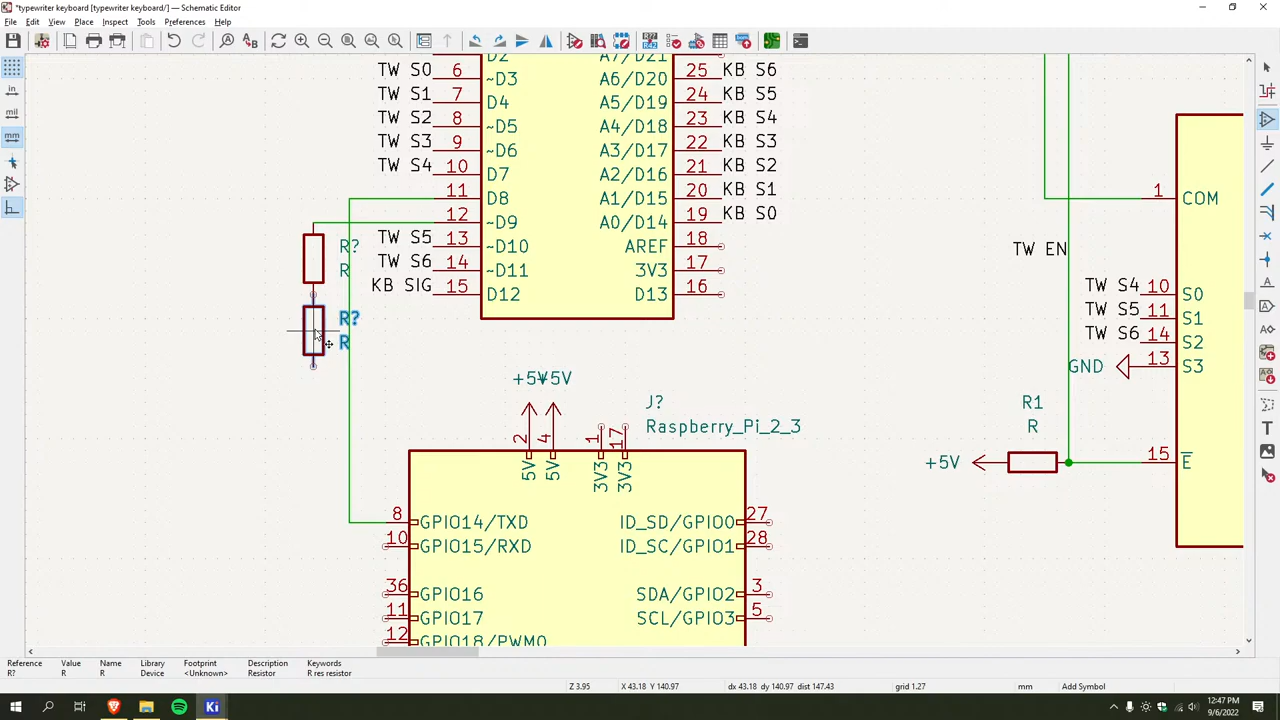 *typewriter keyboard [typewriter keyboard/] — Schematic Editor
File Edit View Place Inspect Tools Preferences Help
D2 A7/D21
TW S0 6 ~D3 A6/D20 25 KB S6
TW S1 7 D4 A5/D19 24 KB S5
TW S2 8 ~D5 A4/D18 23 KB S4
TW S3 9 ~D6 A3/D17 22 KB S3
TW S4 10 D7 A2/D16 21 KB S2
11 D8 A1/D15 20 KB S1
12 ~D9 A0/D14 19 KB S0
TW S5 13 ~D10 AREF 18
TW S6 14 ~D11 3V3 17
KB SIG 15 D12 D13 16
R?
R
R?
R
in
mil
mm
1 COM
TW EN
TW S4 10 S0
TW S5 11 S1
TW S6 14 S2
GND 13 S3
R1
R
+5V 15 E
+5V +5V
J?
Raspberry_Pi_2_3
2 4 1 17
5V 5V 3V3 3V3
8 GPIO14/TXD ID_SD/GPIO0 27
10 GPIO15/RXD ID_SC/GPIO1 28
36 GPIO16 SDA/GPIO2 3
11 GPIO17 SCL/GPIO3 5
12 GPIO18/PWM0
Reference Value Name Library Footprint Description Keywords
R? R R Device <Unknown> Resistor R res resistor
Z 3.95 X 43.18 Y 140.97 dx 43.18 dy 140.97 dist 147.43 grid 1.27 mm Add Symbol
12:47 PM
9/6/2022